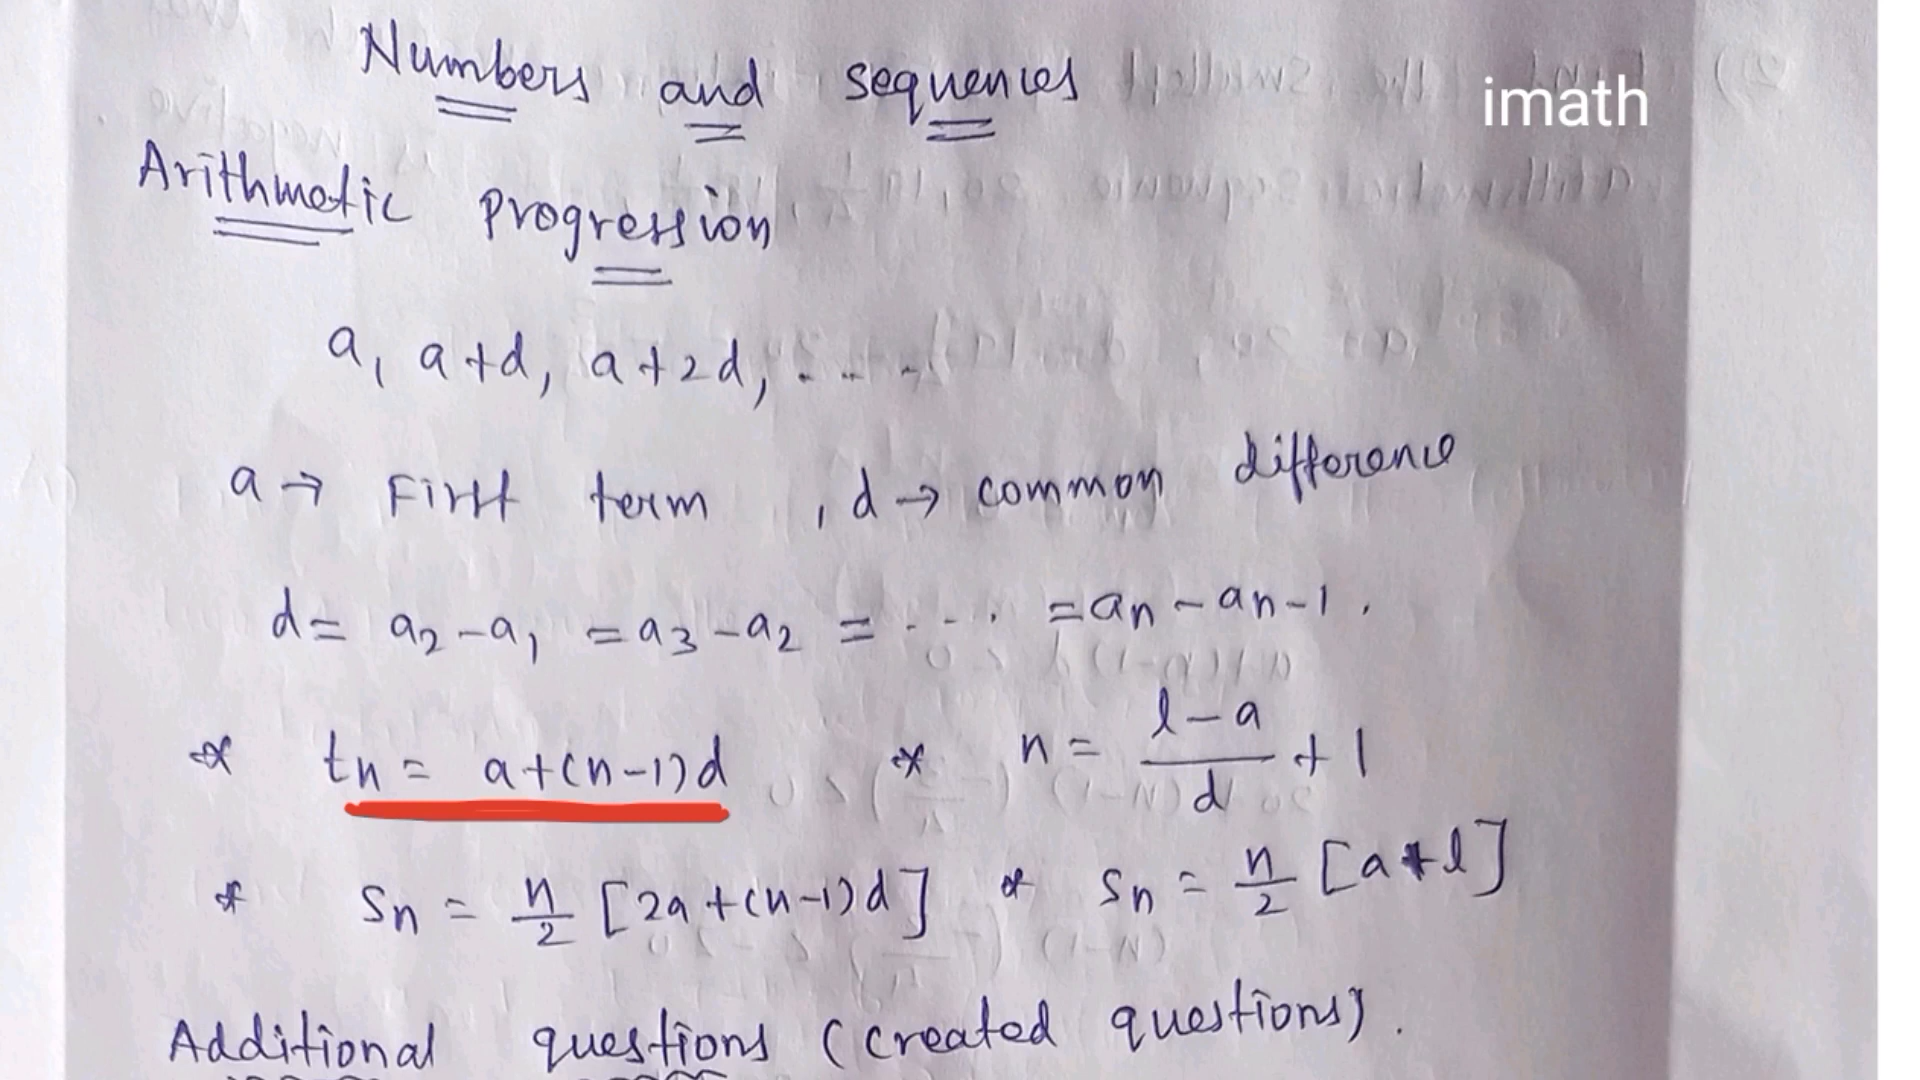 Numbers and sequences
imath
Arithmetic progression
a, a+d, a+2d, ....
a → First term , d → common difference
d = a2 - a1 = a3 - a2 = .... = an - an-1.
* tn = a+(n-1)d * n = l-a/d + 1
* Sn = n/2 [2a+(n-1)d] * Sn = n/2 [a+l]
Additional questions (created questions).